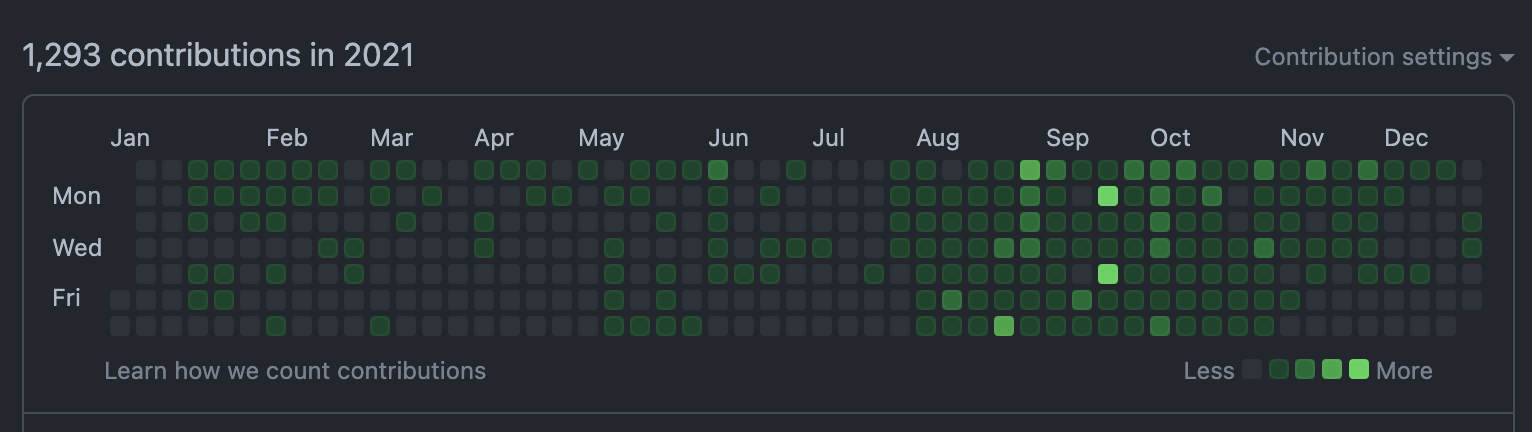 1,293 contributions in 2021
Contribution settings
Jan Feb Mar Apr May Jun Jul Aug Sep Oct Nov Dec
Mon
Wed
Fri
Learn how we count contributions
Less More